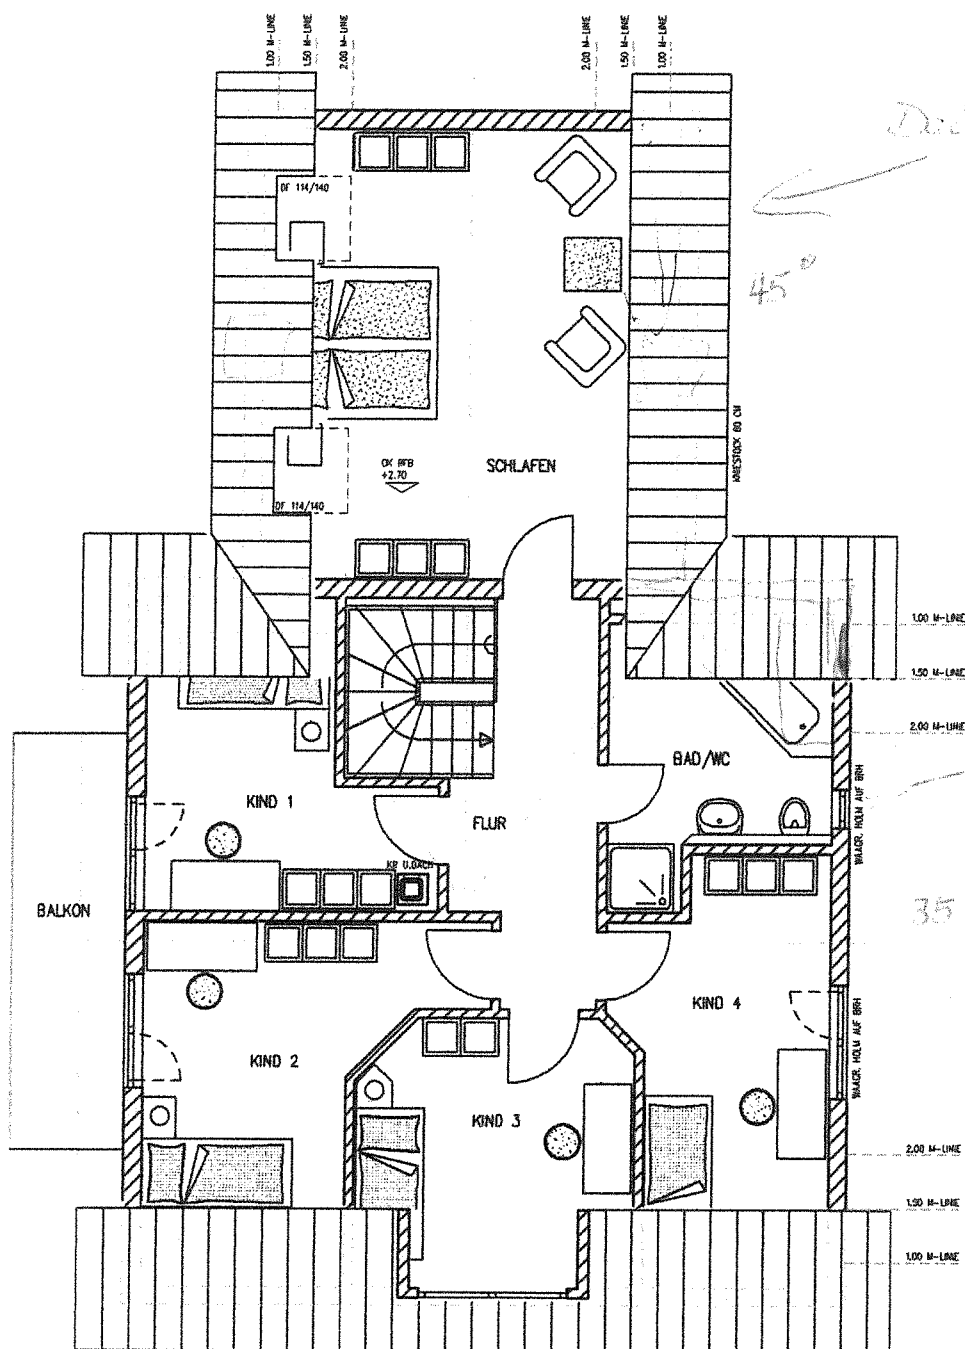 1.00 M-LINIE
1.50 M-LINIE
2.00 M-LINIE
2.00 M-LINIE
1.50 M-LINIE
1.00 M-LINIE
DF 114/140
45°
KNIESTOCK 80 CM
OK RFB
+2.70
SCHLAFEN
DF 114/140
1.00 M-LINIE
1.50 M-LINIE
2.00 M-LINIE
BAD/WC
WAAGR. HOLM AUF BRH
KIND 1
FLUR
KB U.DACH
BALKON
35
KIND 4
WAAGR. HOLM AUF BRH
KIND 2
KIND 3
2.00 M-LINIE
1.50 M-LINIE
1.00 M-LINIE